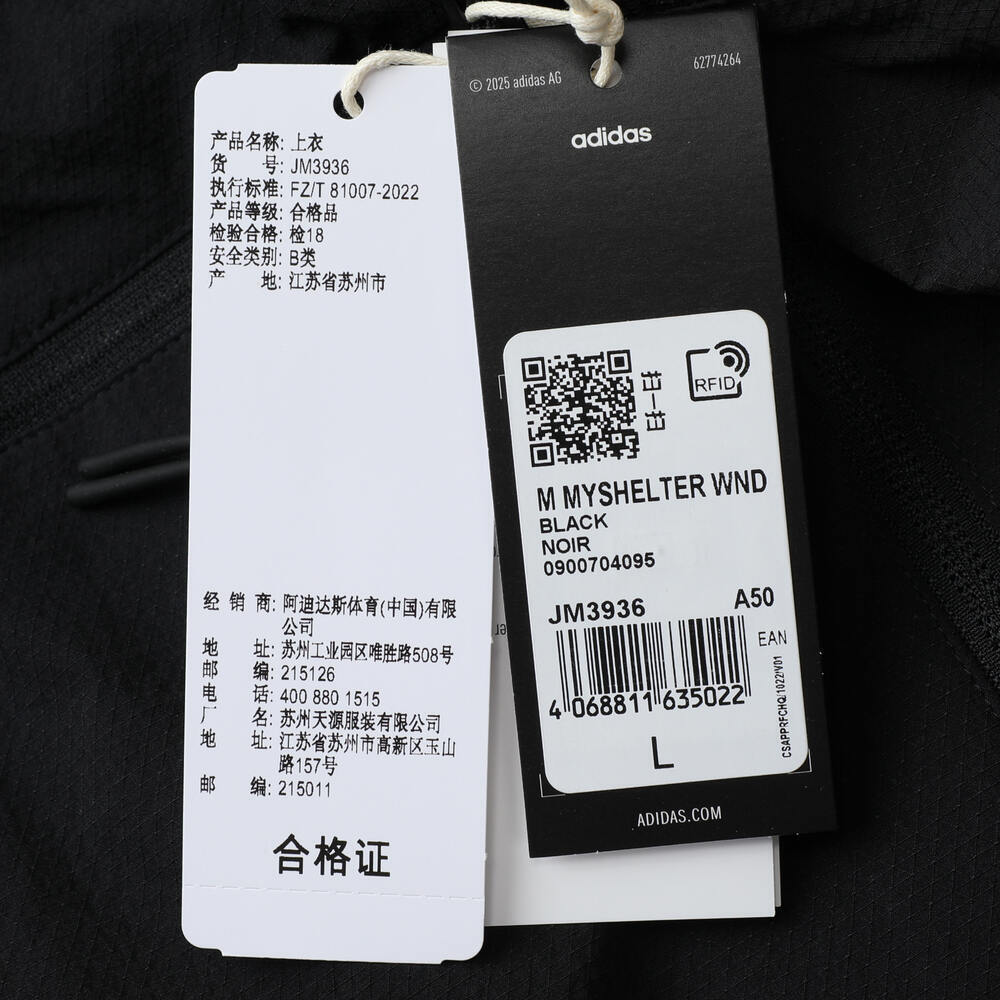 产品名称: 上衣
货 号: JM3936
执行标准: FZ/T 81007-2022
产品等级: 合格品
检验合格: 检18
安全类别: B类
产 地: 江苏省苏州市
经 销 商: 阿迪达斯体育(中国)有限
公司
地 址: 苏州工业园区唯胜路508号
邮 编: 215126
电 话: 400 880 1515
厂 名: 苏州天源服装有限公司
地 址: 江苏省苏州市高新区玉山
路157号
邮 编: 215011
合格证
© 2025 adidas AG
62774264
adidas
扫一扫
RFID
M MYSHELTER WND
BLACK
NOIR
0900704095
JM3936 A50
EAN
4 068811 635022
CSAPPRFCHQ/1022/V01
L
ADIDAS.COM